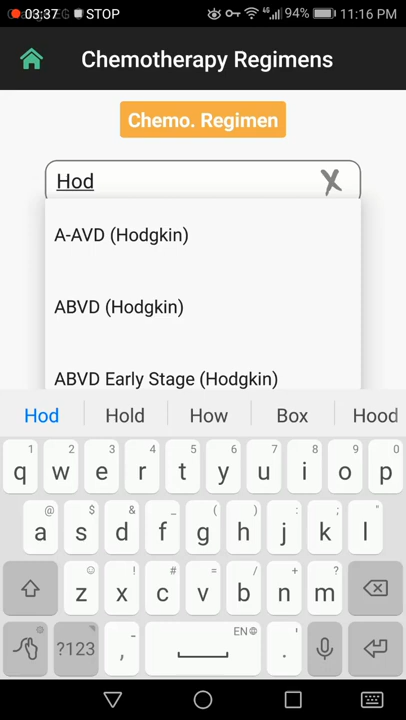 03:37 STOP 4G 94% 11:16 PM
Chemotherapy Regimens
Chemo. Regimen
Hod X
A-AVD (Hodgkin)
ABVD (Hodgkin)
ABVD Early Stage (Hodgkin)
Hod Hold How Box Hood
1 2 3 4 5 6 7 8 9 0
q w e r t y u i o p
@ $ & _ ( ) : ; "
a s d f g h j k l
! # = / + ?
z x c v b n m
EN
?123 , .